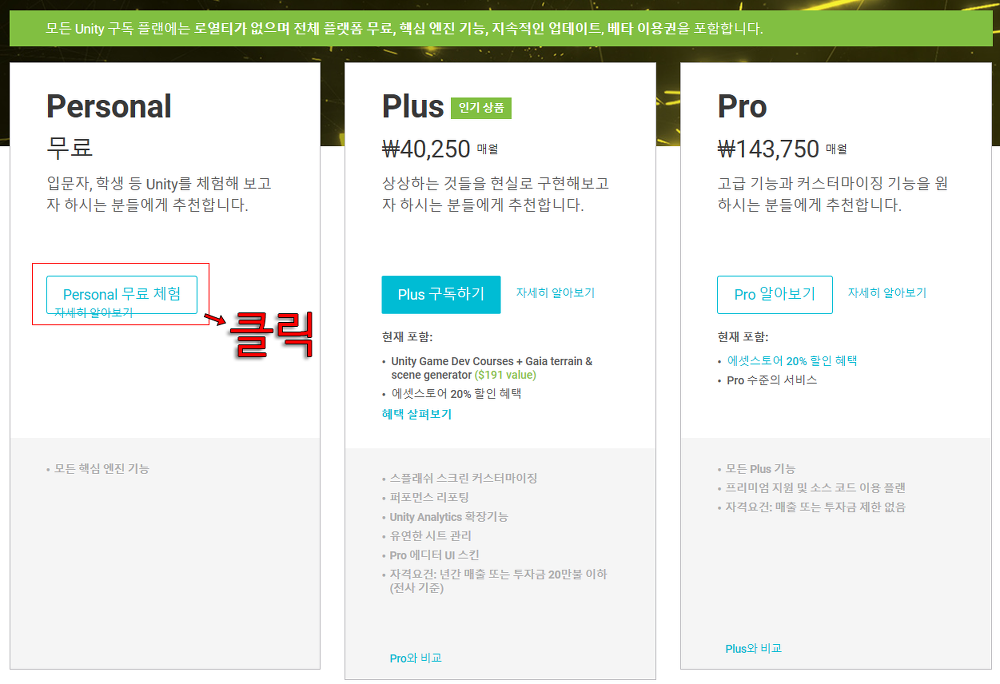 모든 Unity 구독 플랜에는 로열티가 없으며 전체 플랫폼 무료, 핵심 엔진 기능, 지속적인 업데이트, 베타 이용권을 포함합니다.
Personal
무료
입문자, 학생 등 Unity를 체험해 보고
자 하시는 분들에게 추천합니다.
Personal 무료 체험
자세히 알아보기
클릭
• 모든 핵심 엔진 기능
Plus 인기 상품
₩40,250 매월
상상하는 것들을 현실로 구현해보고
자 하시는 분들에게 추천합니다.
Plus 구독하기 자세히 알아보기
현재 포함:
• Unity Game Dev Courses + Gaia terrain &
scene generator ($191 value)
• 에셋스토어 20% 할인 혜택
혜택 살펴보기
• 스플래쉬 스크린 커스터마이징
• 퍼포먼스 리포팅
• Unity Analytics 확장기능
• 유연한 시트 관리
• Pro 에디터 UI 스킨
• 자격요건: 년간 매출 또는 투자금 20만불 이하
(전사 기준)
Pro와 비교
Pro
₩143,750 매월
고급 기능과 커스터마이징 기능을 원
하시는 분들에게 추천합니다.
Pro 알아보기 자세히 알아보기
현재 포함:
• 에셋스토어 20% 할인 혜택
• Pro 수준의 서비스
• 모든 Plus 기능
• 프리미엄 지원 및 소스 코드 이용 플랜
• 자격요건: 매출 또는 투자금 제한 없음
Plus와 비교